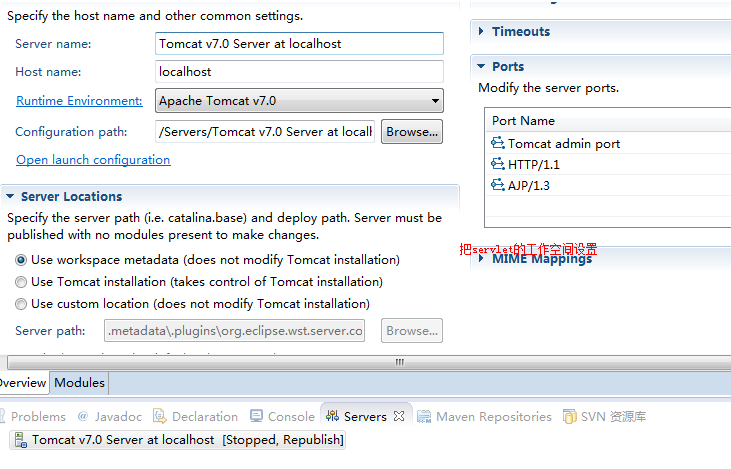 Specify the host name and other common settings.
Server name: Tomcat v7.0 Server at localhost
Host name: localhost
Runtime Environment: Apache Tomcat v7.0
Configuration path: /Servers/Tomcat v7.0 Server at localh Browse...
Open launch configuration
Server Locations
Specify the server path (i.e. catalina.base) and deploy path. Server must be
published with no modules present to make changes.
Use workspace metadata (does not modify Tomcat installation)
Use Tomcat installation (takes control of Tomcat installation)
Use custom location (does not modify Tomcat installation)
Server path: .metadata\.plugins\org.eclipse.wst.server.co Browse...
Timeouts
Ports
Modify the server ports.
Port Name
Tomcat admin port
HTTP/1.1
AJP/1.3
把servlet的工作空间设置
MIME Mappings
Overview Modules
Problems @ Javadoc Declaration Console Servers Maven Repositories SVN 资源库
Tomcat v7.0 Server at localhost [Stopped, Republish]